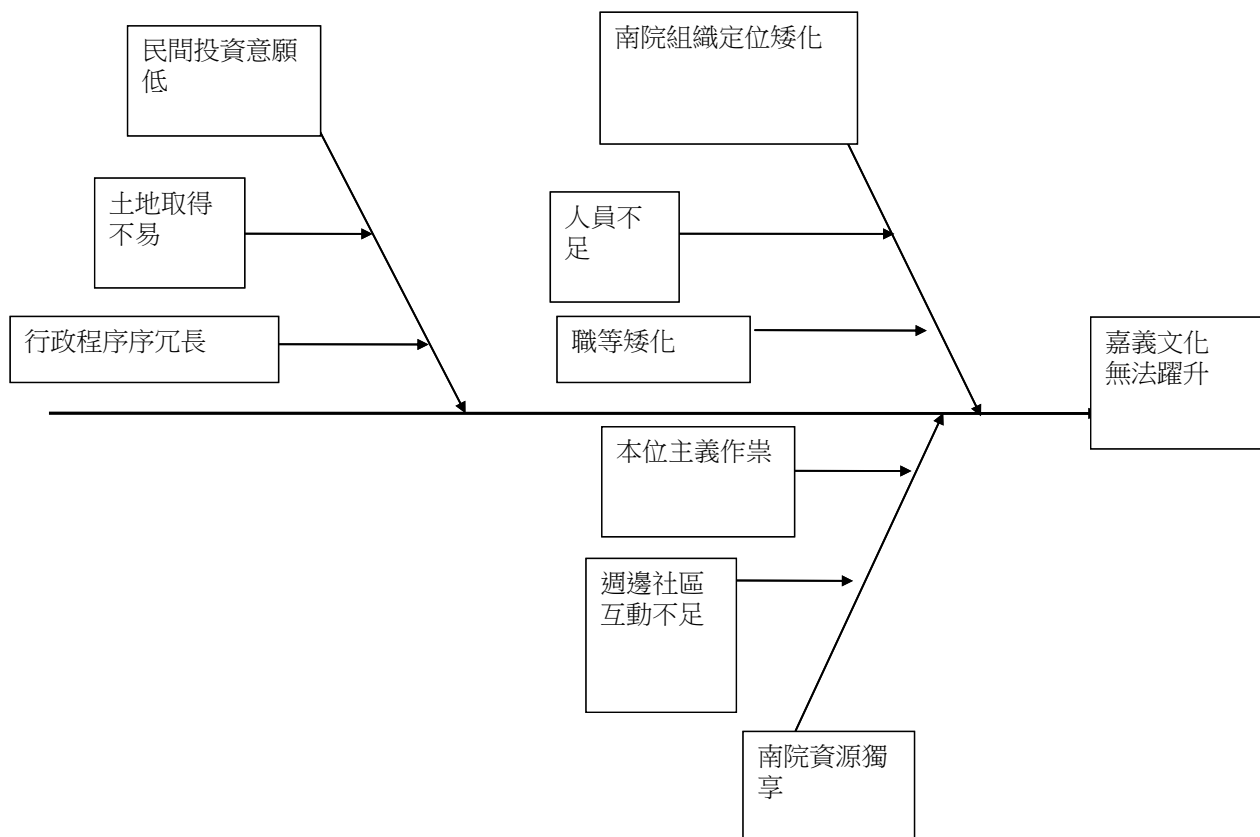 民間投資意願
低
南院組織定位矮化
土地取得
不易
人員不
足
行政程序序冗長
職等矮化
嘉義文化
無法躍升
本位主義作祟
週邊社區
互動不足
南院資源獨
享